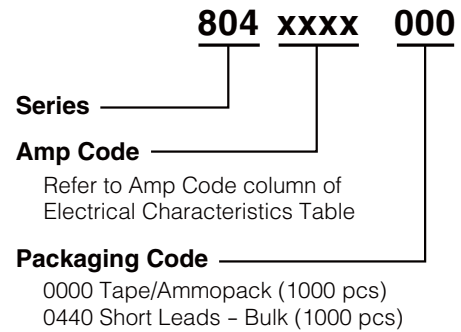 804 xxxx 000
Series
Amp Code
Refer to Amp Code column of
Electrical Characteristics Table
Packaging Code
0000 Tape/Ammopack (1000 pcs)
0440 Short Leads – Bulk (1000 pcs)